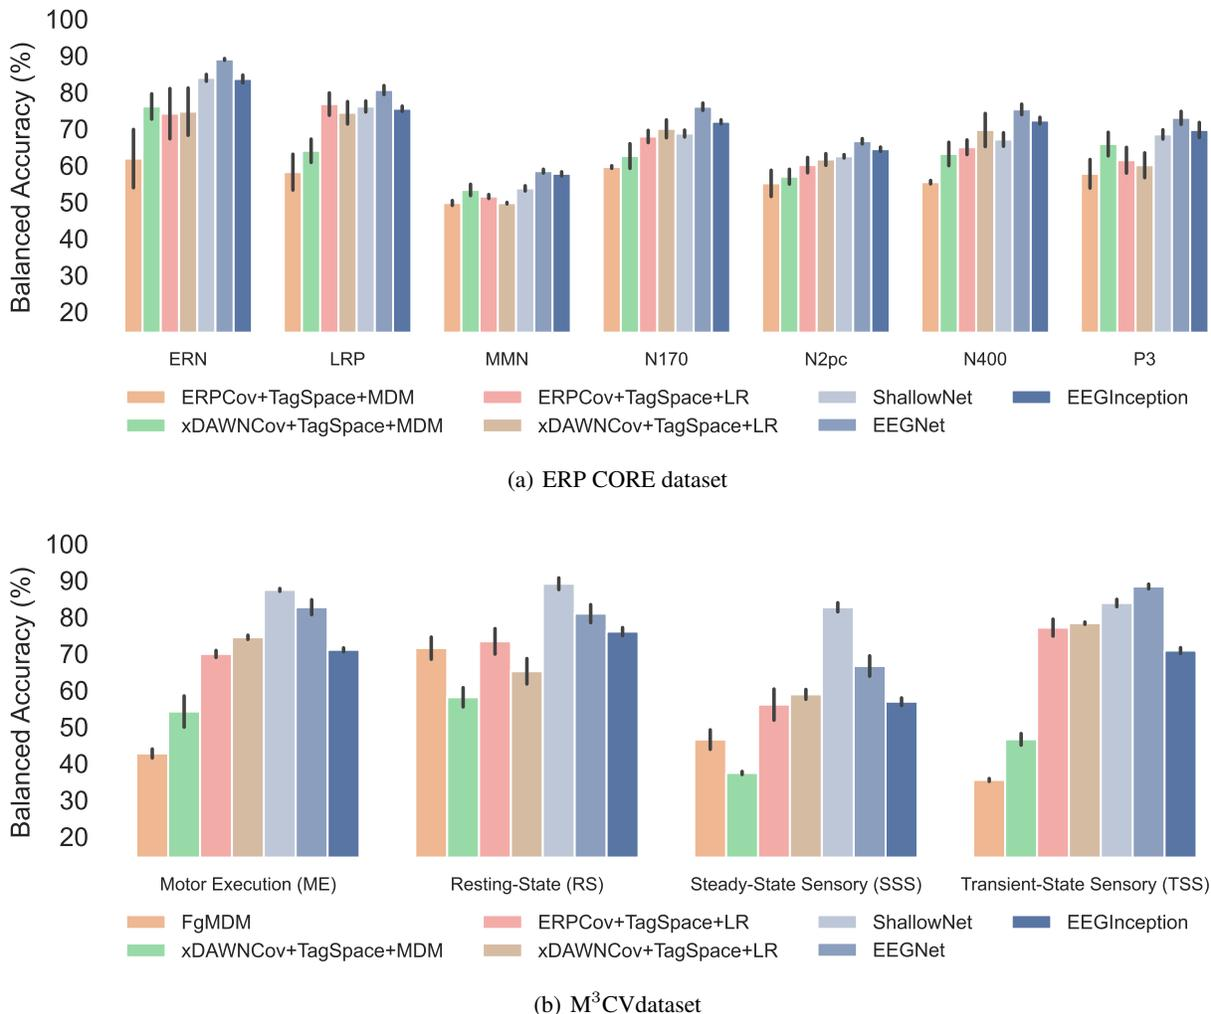 100
90
80
70
60
50
40
30
20
Balanced Accuracy (%)
ERN LRP MMN N170 N2pc N400 P3
ERPCov+TagSpace+MDM ERPCov+TagSpace+LR ShallowNet EEGInception
xDAWNCov+TagSpace+MDM xDAWNCov+TagSpace+LR EEGNet
(a) ERP CORE dataset
100
90
80
70
60
50
40
30
20
Balanced Accuracy (%)
Motor Execution (ME) Resting-State (RS) Steady-State Sensory (SSS) Transient-State Sensory (TSS)
FgMDM ERPCov+TagSpace+LR ShallowNet EEGInception
xDAWNCov+TagSpace+MDM xDAWNCov+TagSpace+LR EEGNet
(b) M³CVdataset